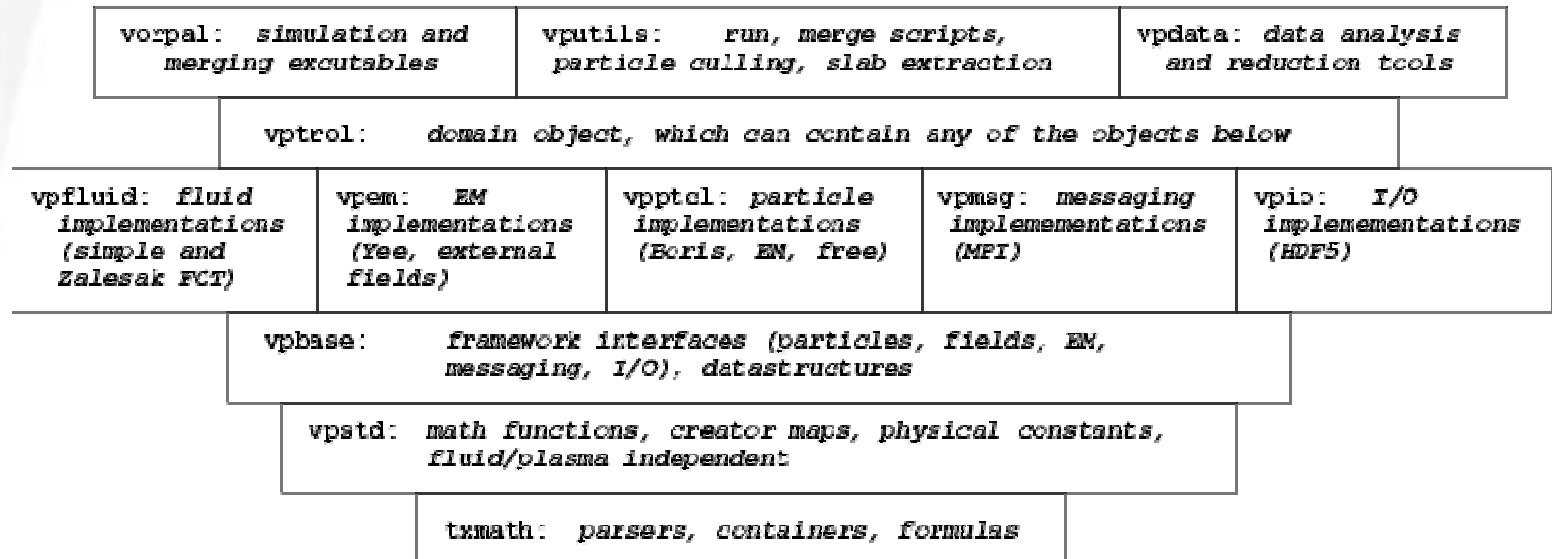 vorpal: simulation and
merging excutables
vputils: run, merge scripts,
particle culling, slab extraction
vpdata: data analysis
and reduction tools
vptrol: domain object, which can contain any of the objects below
vpfluid: fluid
implementations
(simple and
Zalesak FCT)
vpem: EM
implementations
(Yee, external
fields)
vpptcl: particle
implementations
(Boris, EM, free)
vpmsg: messaging
implemementations
(MPI)
vpio: I/O
implemementations
(HDF5)
vpbase: framework interfaces (particles, fields, EM,
messaging, I/O), datastructures
vpstd: math functions, creator maps, physical constants,
fluid/plasma independent
txmath: parsers, containers, formulas